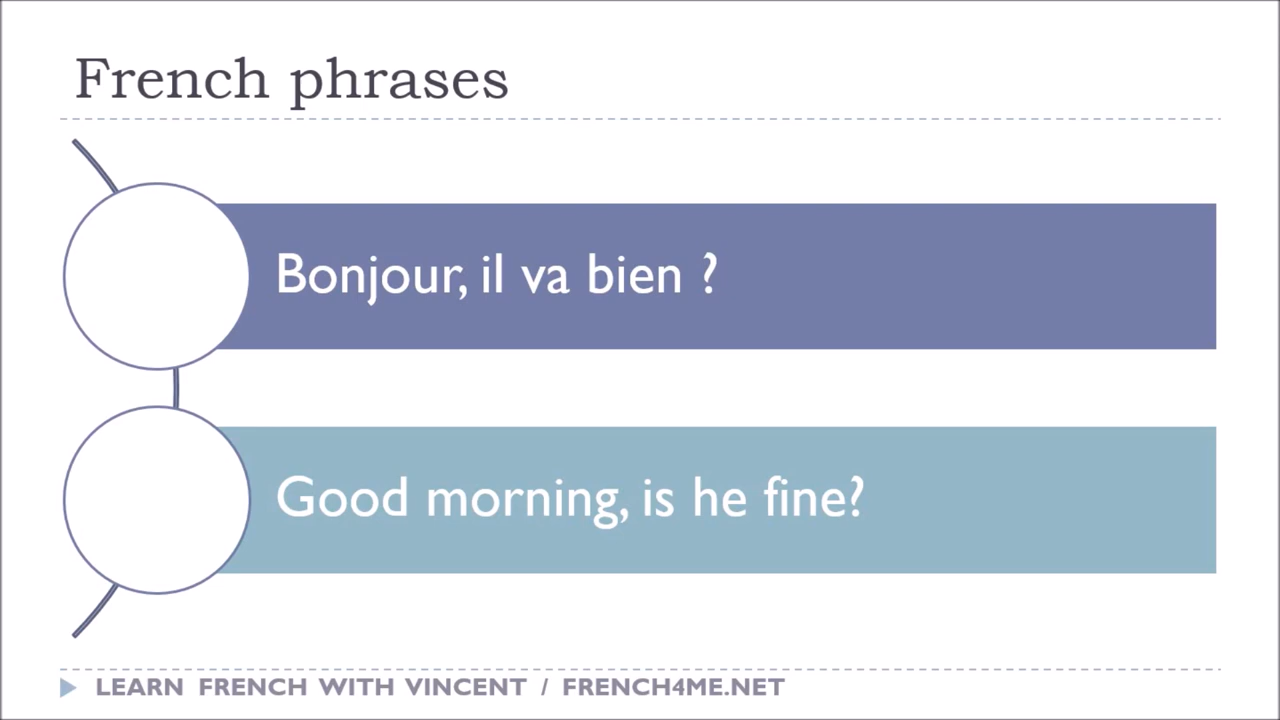 French phrases
Bonjour, il va bien ?
Good morning, is he fine?
LEARN FRENCH WITH VINCENT / FRENCH4ME.NET